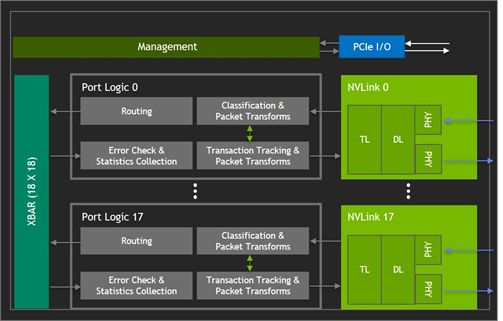 Management
PCIe I/O
XBAR (18 X 18)
Port Logic 0
Routing
Classification &
Packet Transforms
Error Check &
Statistics Collection
Transaction Tracking &
Packet Transforms
NVLink 0
TL
DL
PHY
PHY
Port Logic 17
Routing
Classification &
Packet Transforms
Error Check &
Statistics Collection
Transaction Tracking &
Packet Transforms
NVLink 17
TL
DL
PHY
PHY